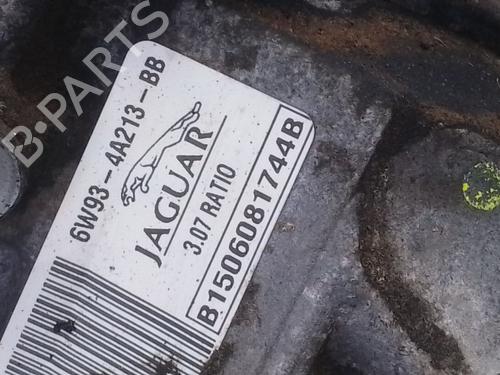 B-PARTS
6W93-4A213-BB
JAGUAR
3.07 RATIO
B1506081744B